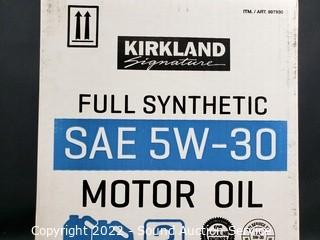 ITM. / ART. 907930
KIRKLAND
Signature
FULL SYNTHETIC
SAE 5W-30
MOTOR OIL
Copyright 2022 - Sound Auction Service